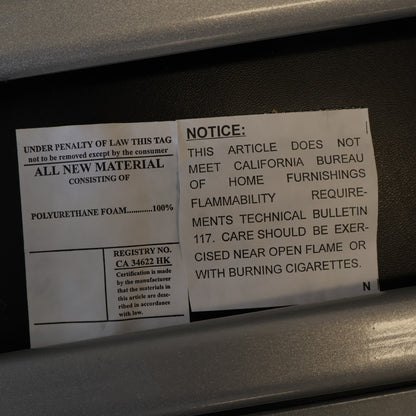 UNDER PENALTY OF LAW THIS TAG
not to be removed except by the consumer
ALL NEW MATERIAL
CONSISTING OF
POLYURETHANE FOAM............100%
REGISTRY NO.
CA 34622 HK
Certification is made
by the manufacturer
that the materials in
this article are des-
ribed in accordance
with law.
NOTICE:
THIS ARTICLE DOES NOT
MEET CALIFORNIA BUREAU
OF HOME FURNISHINGS
FLAMMABILITY REQUIRE-
MENTS TECHNICAL BULLETIN
117. CARE SHOULD BE EXER-
CISED NEAR OPEN FLAME OR
WITH BURNING CIGARETTES.
N